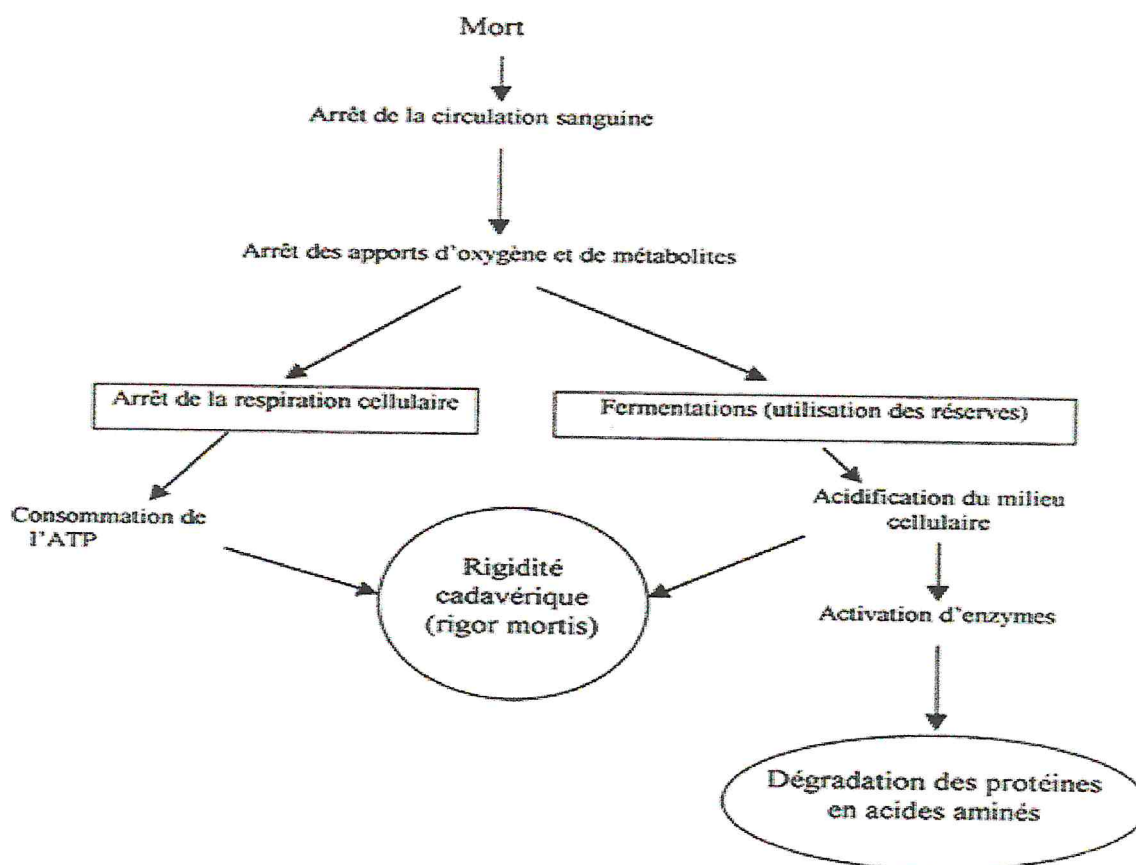 Mort
Arrêt de la circulation sanguine
Arrêt des apports d'oxygène et de métabolites
Arrêt de la respiration cellulaire
Fermentations (utilisation des réserves)
Consommation de
l'ATP
Acidification du milieu
cellulaire
Rigidité
cadavérique
(rigor mortis)
Activation d'enzymes
Dégradation des protéines
en acides aminés